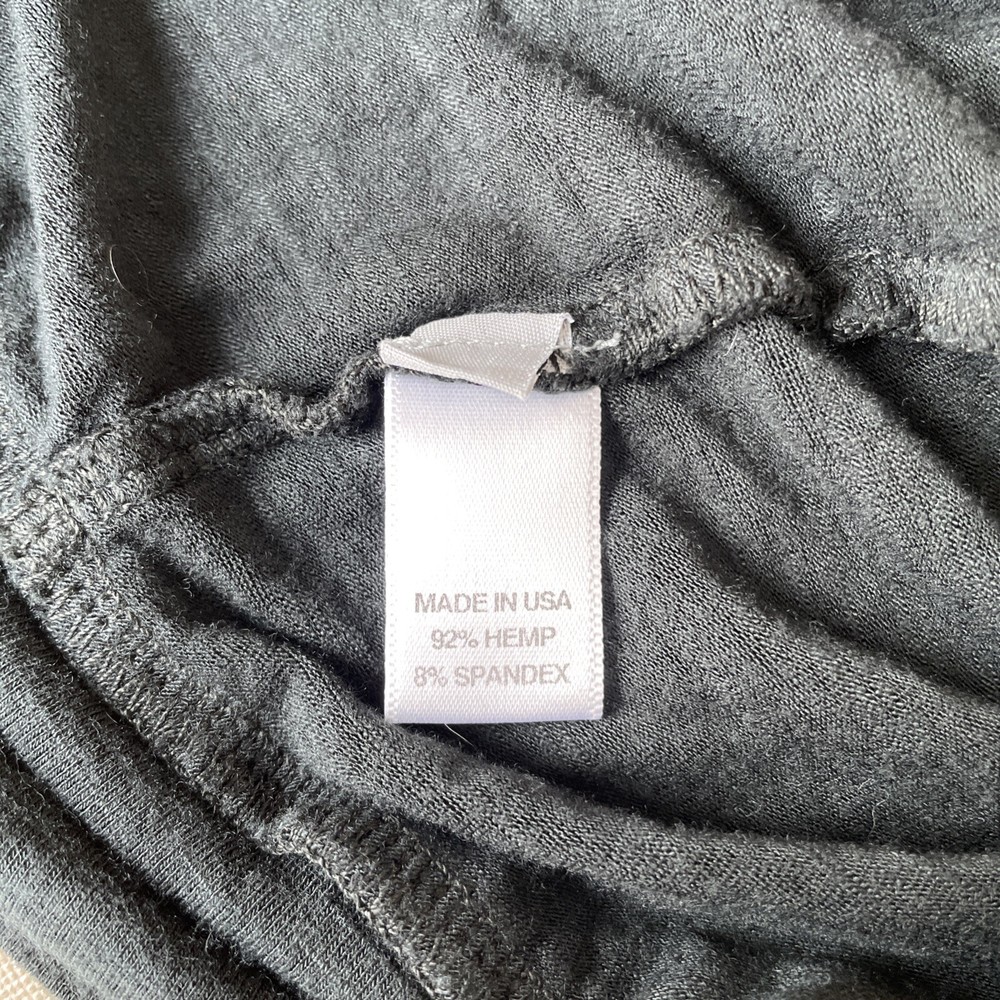 MADE IN USA
92% HEMP
8% SPANDEX